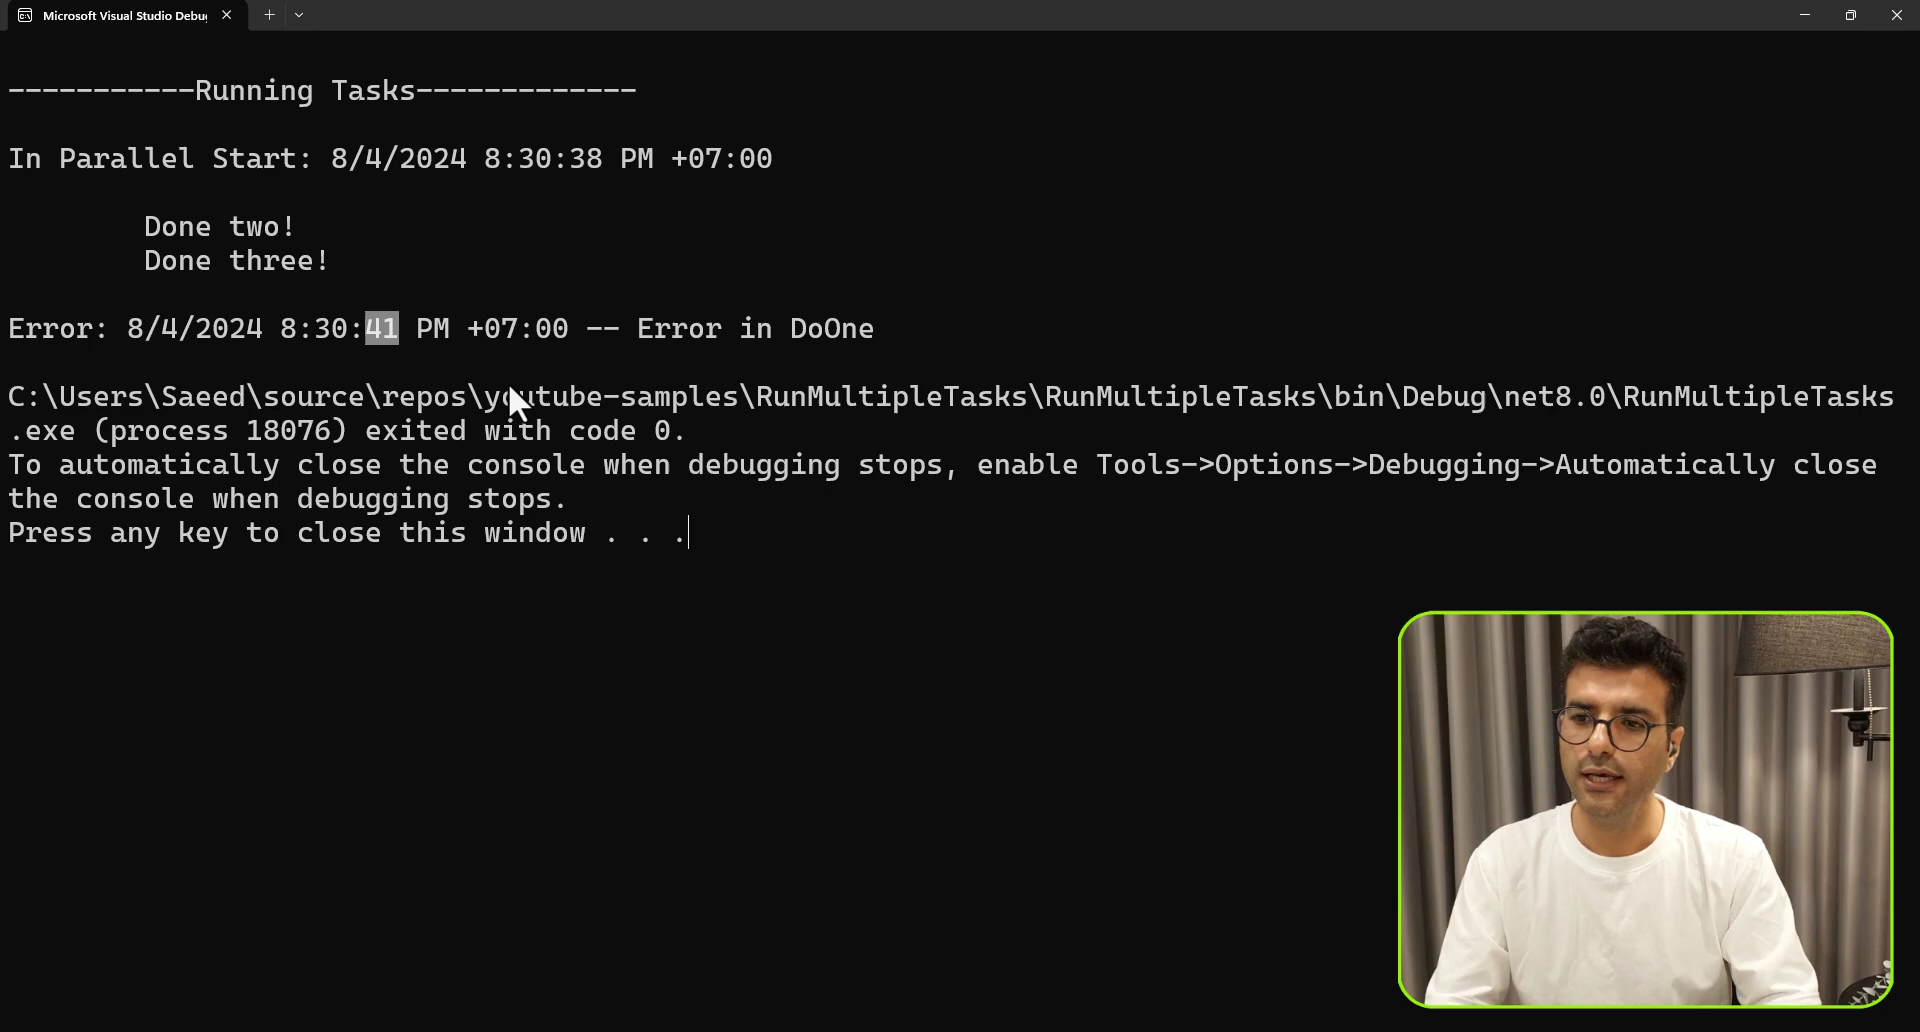 Microsoft Visual Studio Debu
-----------Running Tasks-------------
In Parallel Start: 8/4/2024 8:30:38 PM +07:00
Done two!
Done three!
Error: 8/4/2024 8:30:41 PM +07:00 -- Error in DoOne
C:\Users\Saeed\source\repos\youtube-samples\RunMultipleTasks\RunMultipleTasks\bin\Debug\net8.0\RunMultipleTasks
.exe (process 18076) exited with code 0.
To automatically close the console when debugging stops, enable Tools->Options->Debugging->Automatically close
the console when debugging stops.
Press any key to close this window . . .